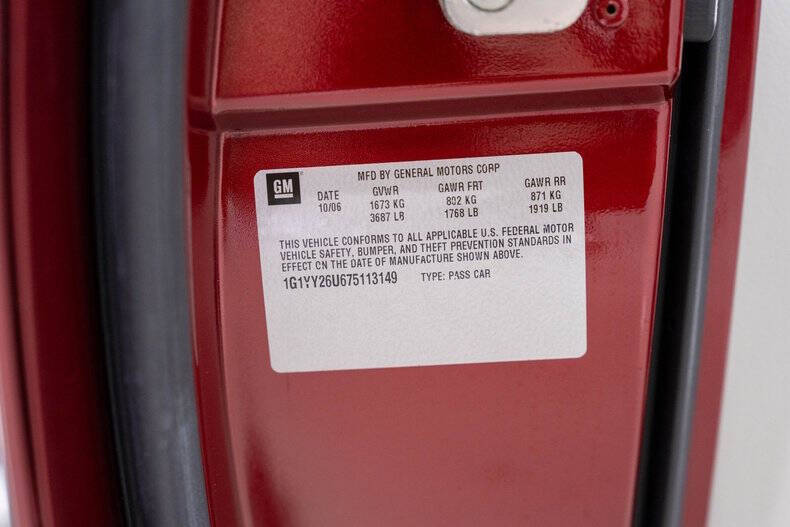 MFD BY GENERAL MOTORS CORP
GM
DATE GVWR GAWR FRT GAWR RR
10/06 1673 KG 802 KG 871 KG
3687 LB 1768 LB 1919 LB
THIS VEHICLE CONFORMS TO ALL APPLICABLE U.S. FEDERAL MOTOR
VEHICLE SAFETY, BUMPER, AND THEFT PREVENTION STANDARDS IN
EFFECT ON THE DATE OF MANUFACTURE SHOWN ABOVE.
1G1YY26U675113149 TYPE: PASS CAR